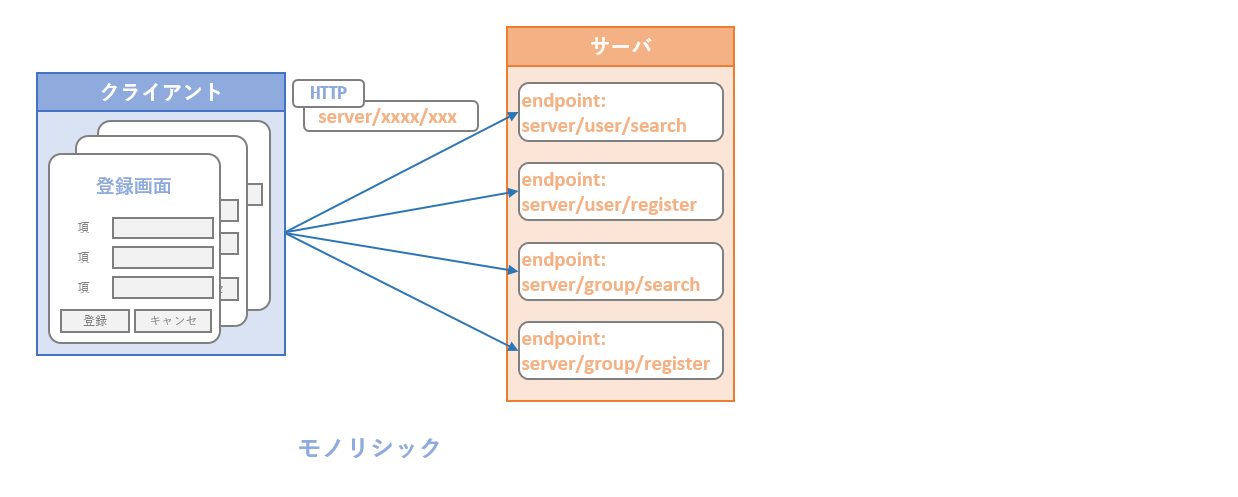 サーバ
クライアント
HTTP
server/xxxx/xxx
endpoint:
server/user/search
endpoint:
server/user/register
endpoint:
server/group/search
endpoint:
server/group/register
登録画面
項
項
項
登録
キャンセ
モノリシック